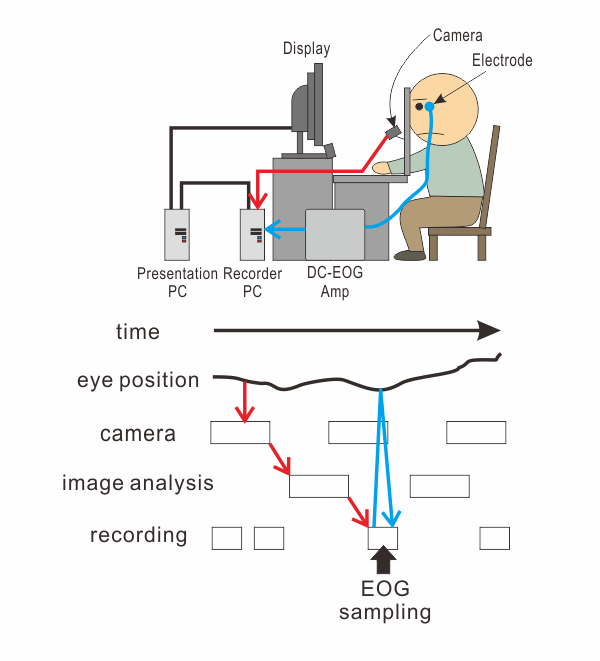 Camera
Display
Electrode
Presentation Recorder DC-EOG
PC PC Amp
time
eye position
camera
image analysis
recording
EOG
sampling